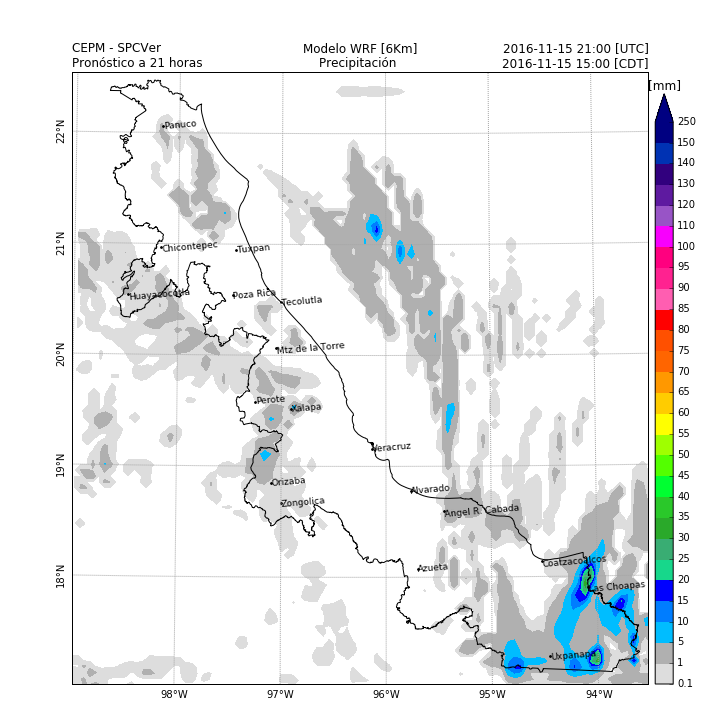 CEPM - SPCVer
Modelo WRF [6Km]
2016-11-15 21:00 [UTC]
Pronóstico a 21 horas
Precipitación
2016-11-15 15:00 [CDT]
[mm]
250
150
140
130
120
110
100
95
90
85
80
75
70
65
60
55
50
45
40
35
30
25
20
15
10
5
1
0.1
22°N
21°N
20°N
19°N
18°N
98°W
97°W
96°W
95°W
94°W
Panuco
Chicontepec
Tuxpan
Huayacocotla
Poza Rica
Tecolutla
Mtz de la Torre
Perote
Xalapa
Veracruz
Orizaba
Alvarado
Zongolica
Angel R. Cabada
Azueta
Coatzacoalcos
Las Choapas
Uxpanapa